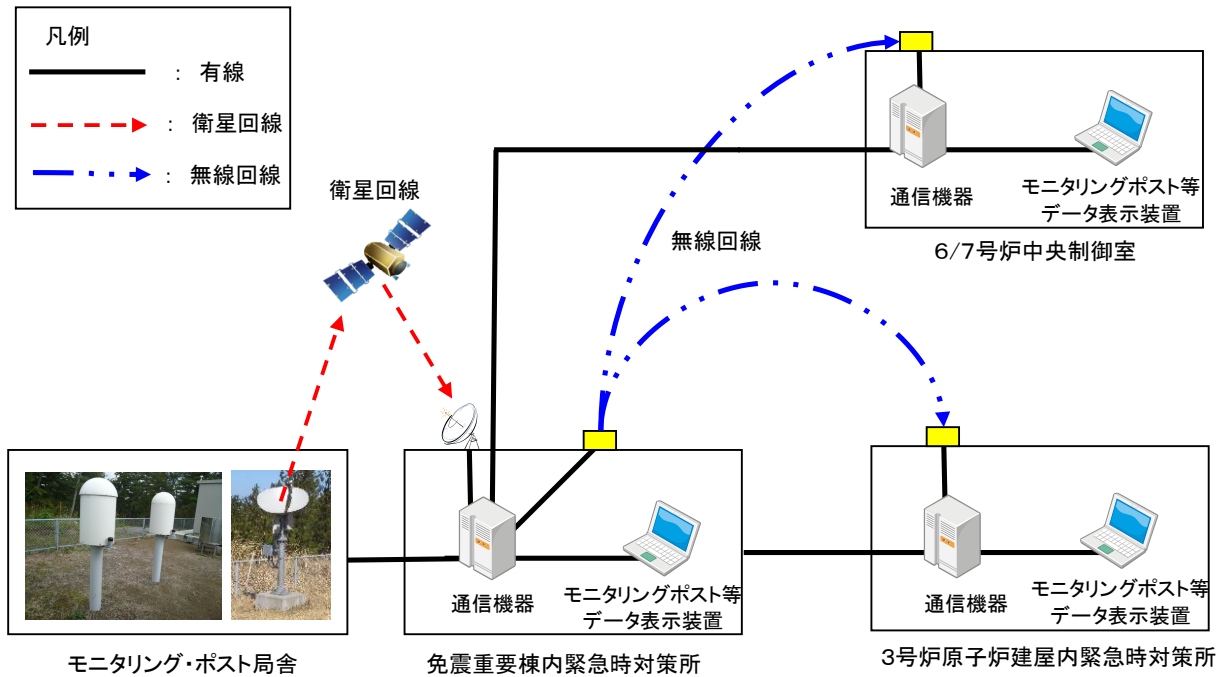 凡例
： 有線
： 衛星回線
： 無線回線
衛星回線
無線回線
通信機器
モニタリングポスト等
データ表示装置
6/7号炉中央制御室
通信機器
モニタリングポスト等
データ表示装置
通信機器
モニタリングポスト等
データ表示装置
モニタリング・ポスト局舎
免震重要棟内緊急時対策所
3号炉原子炉建屋内緊急時対策所